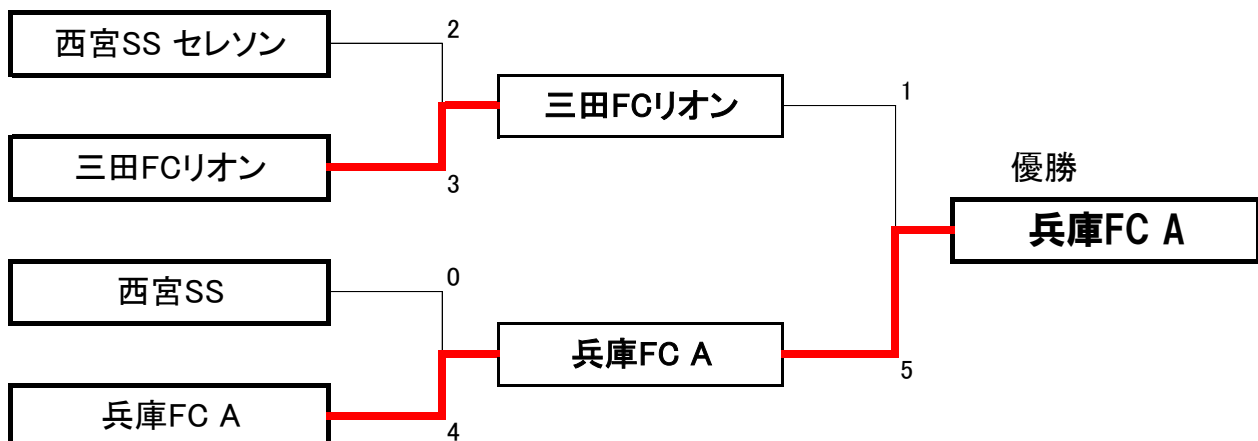 西宮SS セレソン
2
三田FCリオン
1
三田FCリオン
3
優勝
兵庫FC A
西宮SS
0
兵庫FC A
5
兵庫FC A
4